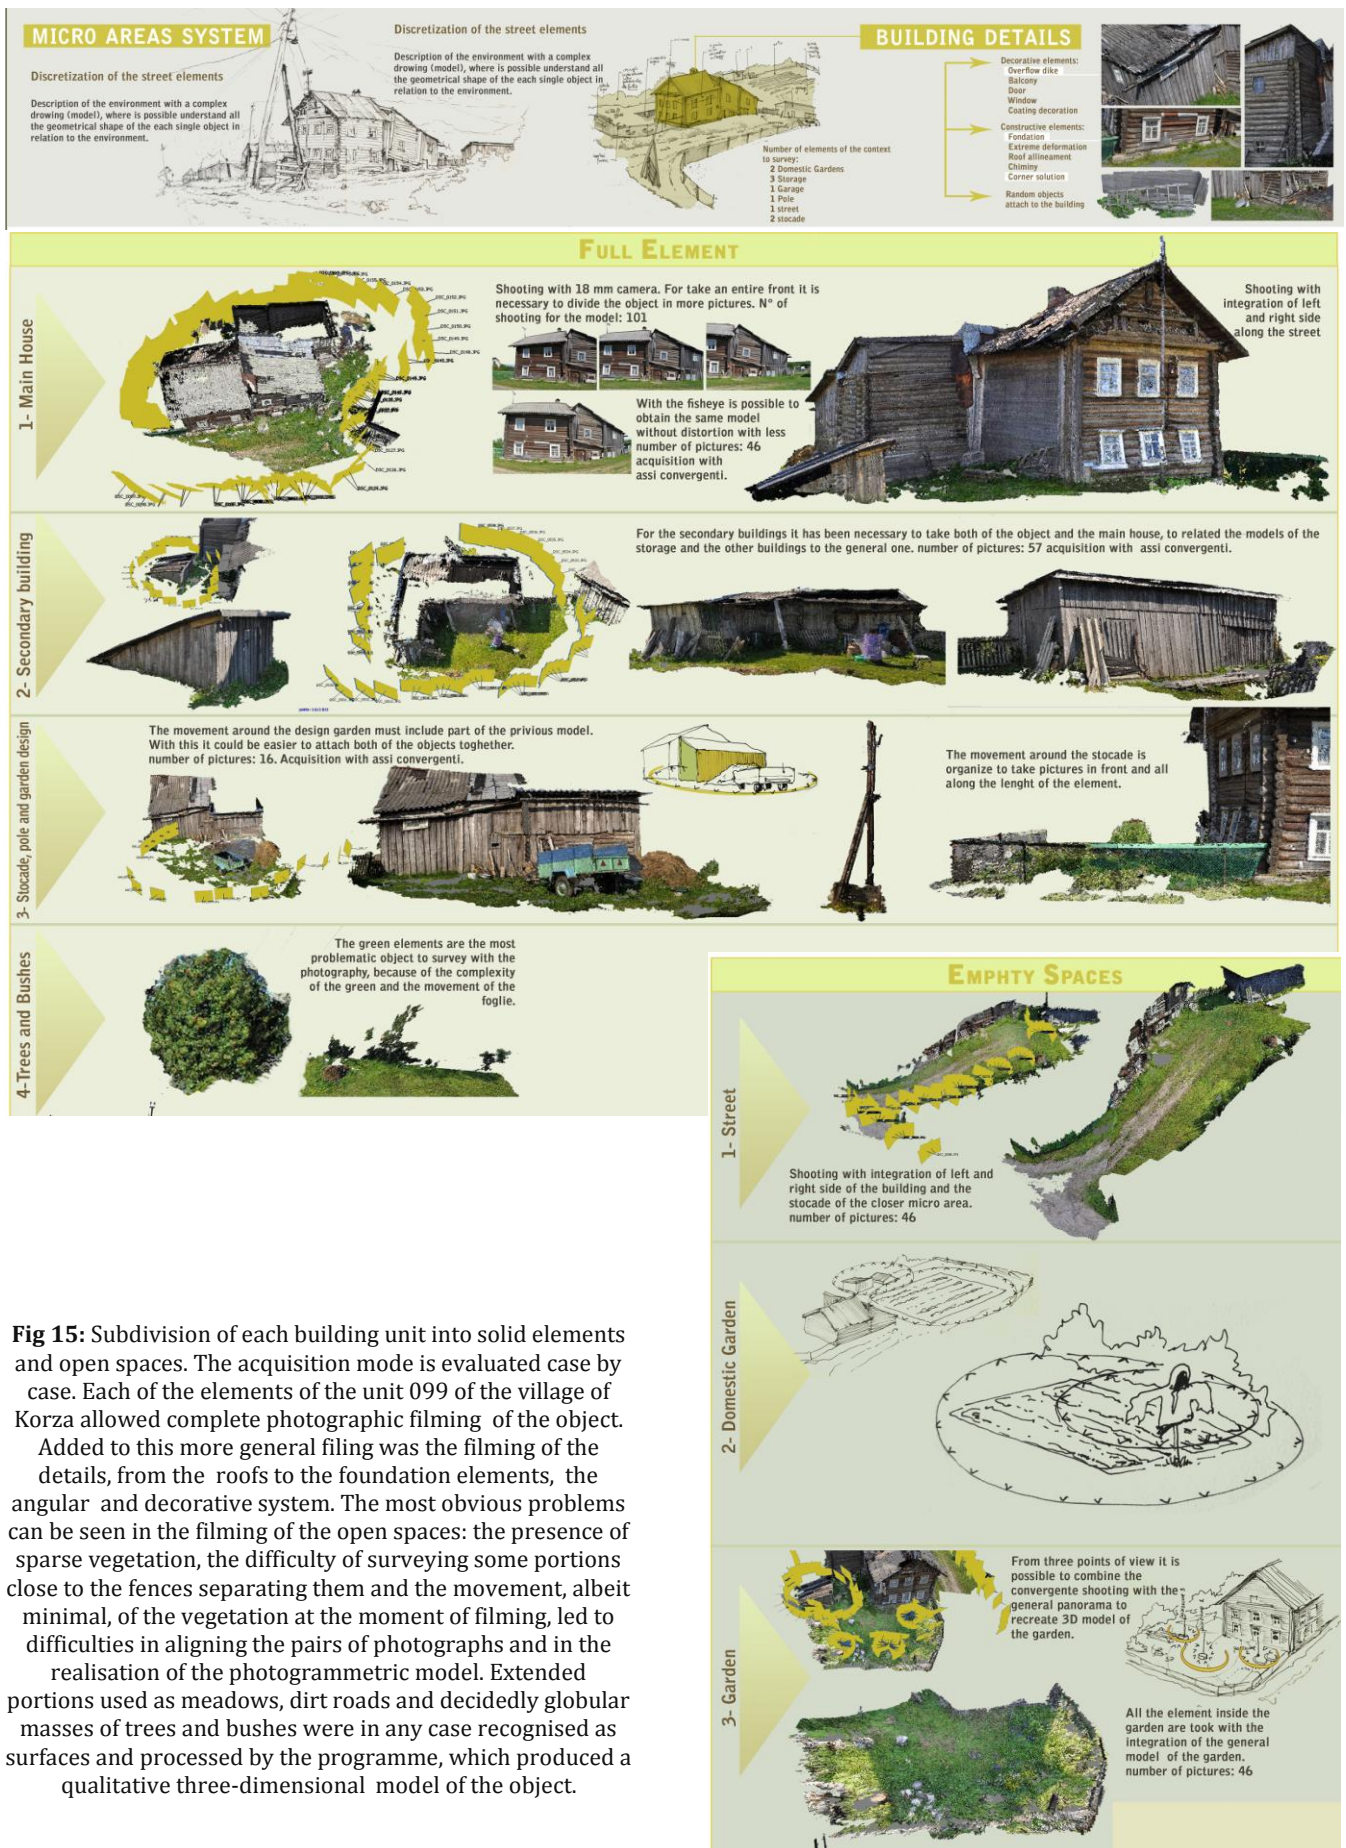 MICRO AREAS SYSTEM
Discretization of the street elements
Description of the environment with a complex
drowing (model), where is possible understand all
the geometrical shape of the each single object in
relation to the environment.
Discretization of the street elements
Description of the environment with a complex
drowing (model), where is possible understand all
the geometrical shape of the each single object in
relation to the environment.
Number of elements of the context
to survey:
2 Domestic Gardens
3 Storage
1 Garage
1 Pole
1 street
2 stocade
BUILDING DETAILS
Decorative elements:
Overflow dike
Balcony
Door
Window
Coating decoration
Constructive elements:
Fondation
Extreme deformation
Roof allineament
Chiminy
Corner solution
Random objects
attach to the building
FULL ELEMENT
1- Main House
Shooting with 18 mm camera. For take an entire front it is
necessary to divide the object in more pictures. N° of
shooting for the model: 101
With the fisheye is possible to
obtain the same model
without distortion with less
number of pictures: 46
acquisition with
assi convergenti.
Shooting with
integration of left
and right side
along the street
2- Secondary building
For the secondary buildings it has been necessary to take both of the object and the main house, to related the models of the
storage and the other buildings to the general one. number of pictures: 57 acquisition with assi convergenti.
3- Stocade, pole and garden design
The movement around the design garden must include part of the privious model.
With this it could be easier to attach both of the objects toghether.
number of pictures: 16. Acquisition with assi convergenti.
The movement around the stocade is
organize to take pictures in front and all
along the lenght of the element.
4-Trees and Bushes
The green elements are the most
problematic object to survey with the
photography, because of the complexity
of the green and the movement of the
foglie.
EMPHTY SPACES
1- Street
Shooting with integration of left and
right side of the building and the
stocade of the closer micro area.
number of pictures: 46
2- Domestic Garden
3- Garden
From three points of view it is
possible to combine the
convergente shooting with the
general panorama to
recreate 3D model of
the garden.
All the element inside the
garden are took with the
integration of the general
model of the garden.
number of pictures: 46
Fig 15: Subdivision of each building unit into solid elements
and open spaces. The acquisition mode is evaluated case by
case. Each of the elements of the unit 099 of the village of
Korza allowed complete photographic filming of the object.
Added to this more general filing was the filming of the
details, from the roofs to the foundation elements, the
angular and decorative system. The most obvious problems
can be seen in the filming of the open spaces: the presence of
sparse vegetation, the difficulty of surveying some portions
close to the fences separating them and the movement, albeit
minimal, of the vegetation at the moment of filming, led to
difficulties in aligning the pairs of photographs and in the
realisation of the photogrammetric model. Extended
portions used as meadows, dirt roads and decidedly globular
masses of trees and bushes were in any case recognised as
surfaces and processed by the programme, which produced a
qualitative three-dimensional model of the object.